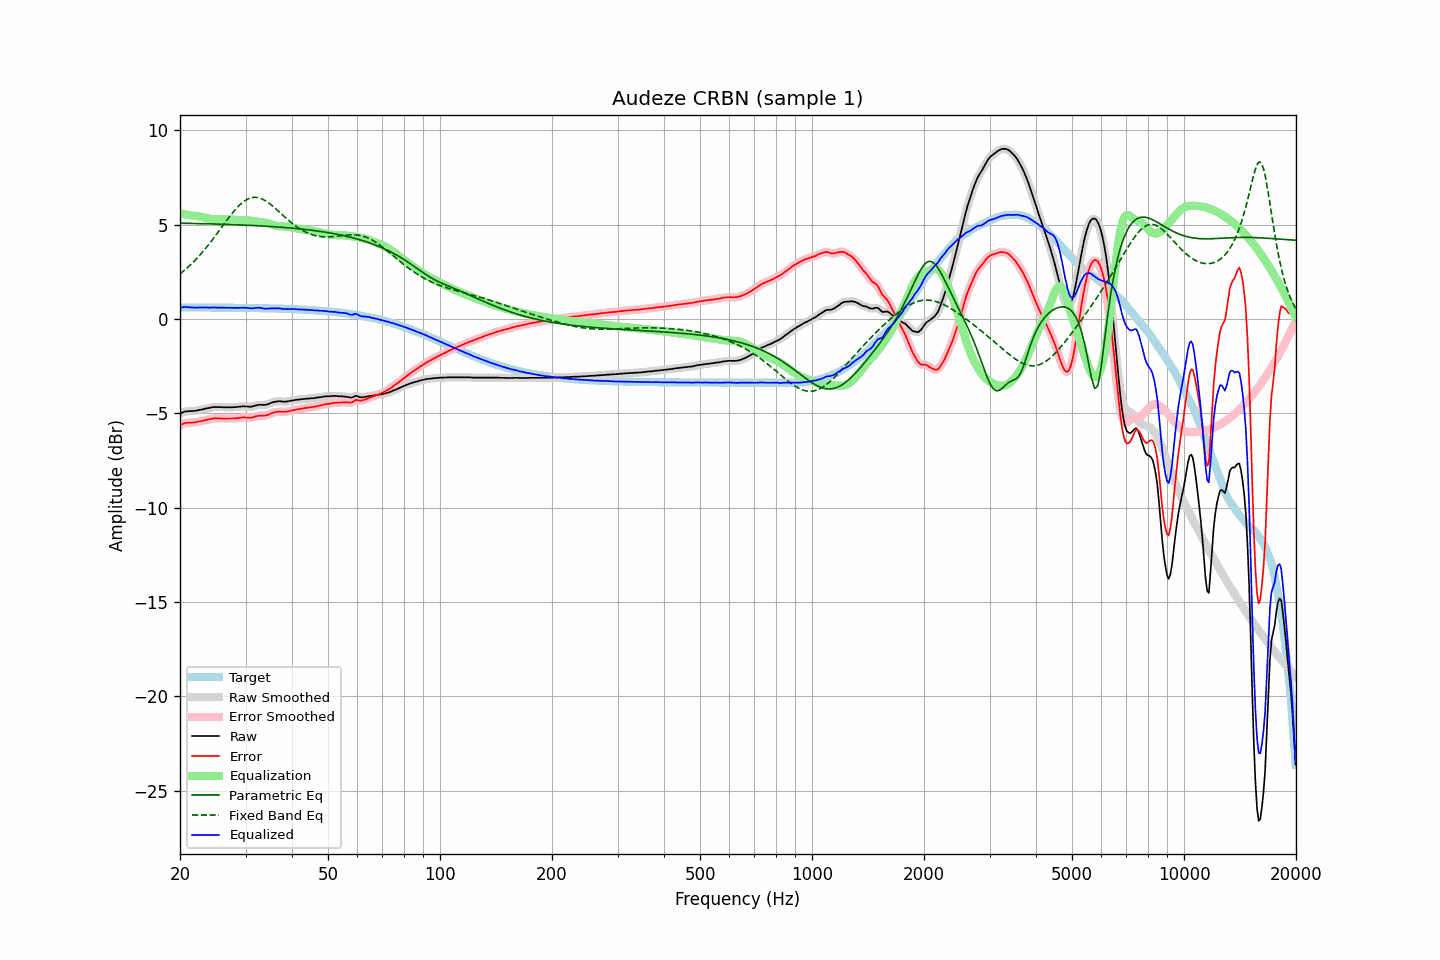 Audeze CRBN (sample 1)
Amplitude (dBr)
10
5
0
−5
−10
−15
−20
−25
Target
Raw Smoothed
Error Smoothed
Raw
Error
Equalization
Parametric Eq
Fixed Band Eq
Equalized
20 50 100 200 500 1000 2000 5000 10000 20000
Frequency (Hz)